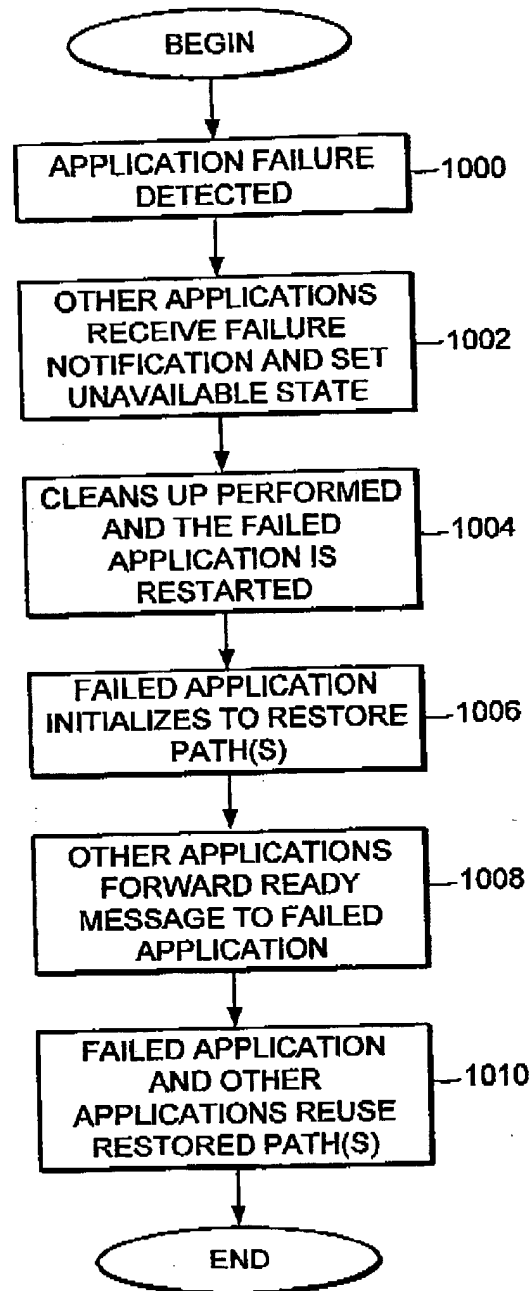 BEGIN
APPLICATION FAILURE
DETECTED
1000
OTHER APPLICATIONS
RECEIVE FAILURE
NOTIFICATION AND SET
UNAVAILABLE STATE
1002
CLEANS UP PERFORMED
AND THE FAILED
APPLICATION IS
RESTARTED
1004
FAILED APPLICATION
INITIALIZES TO RESTORE
PATH(S)
1006
OTHER APPLICATIONS
FORWARD READY
MESSAGE TO FAILED
APPLICATION
1008
FAILED APPLICATION
AND OTHER
APPLICATIONS REUSE
RESTORED PATH(S)
1010
END